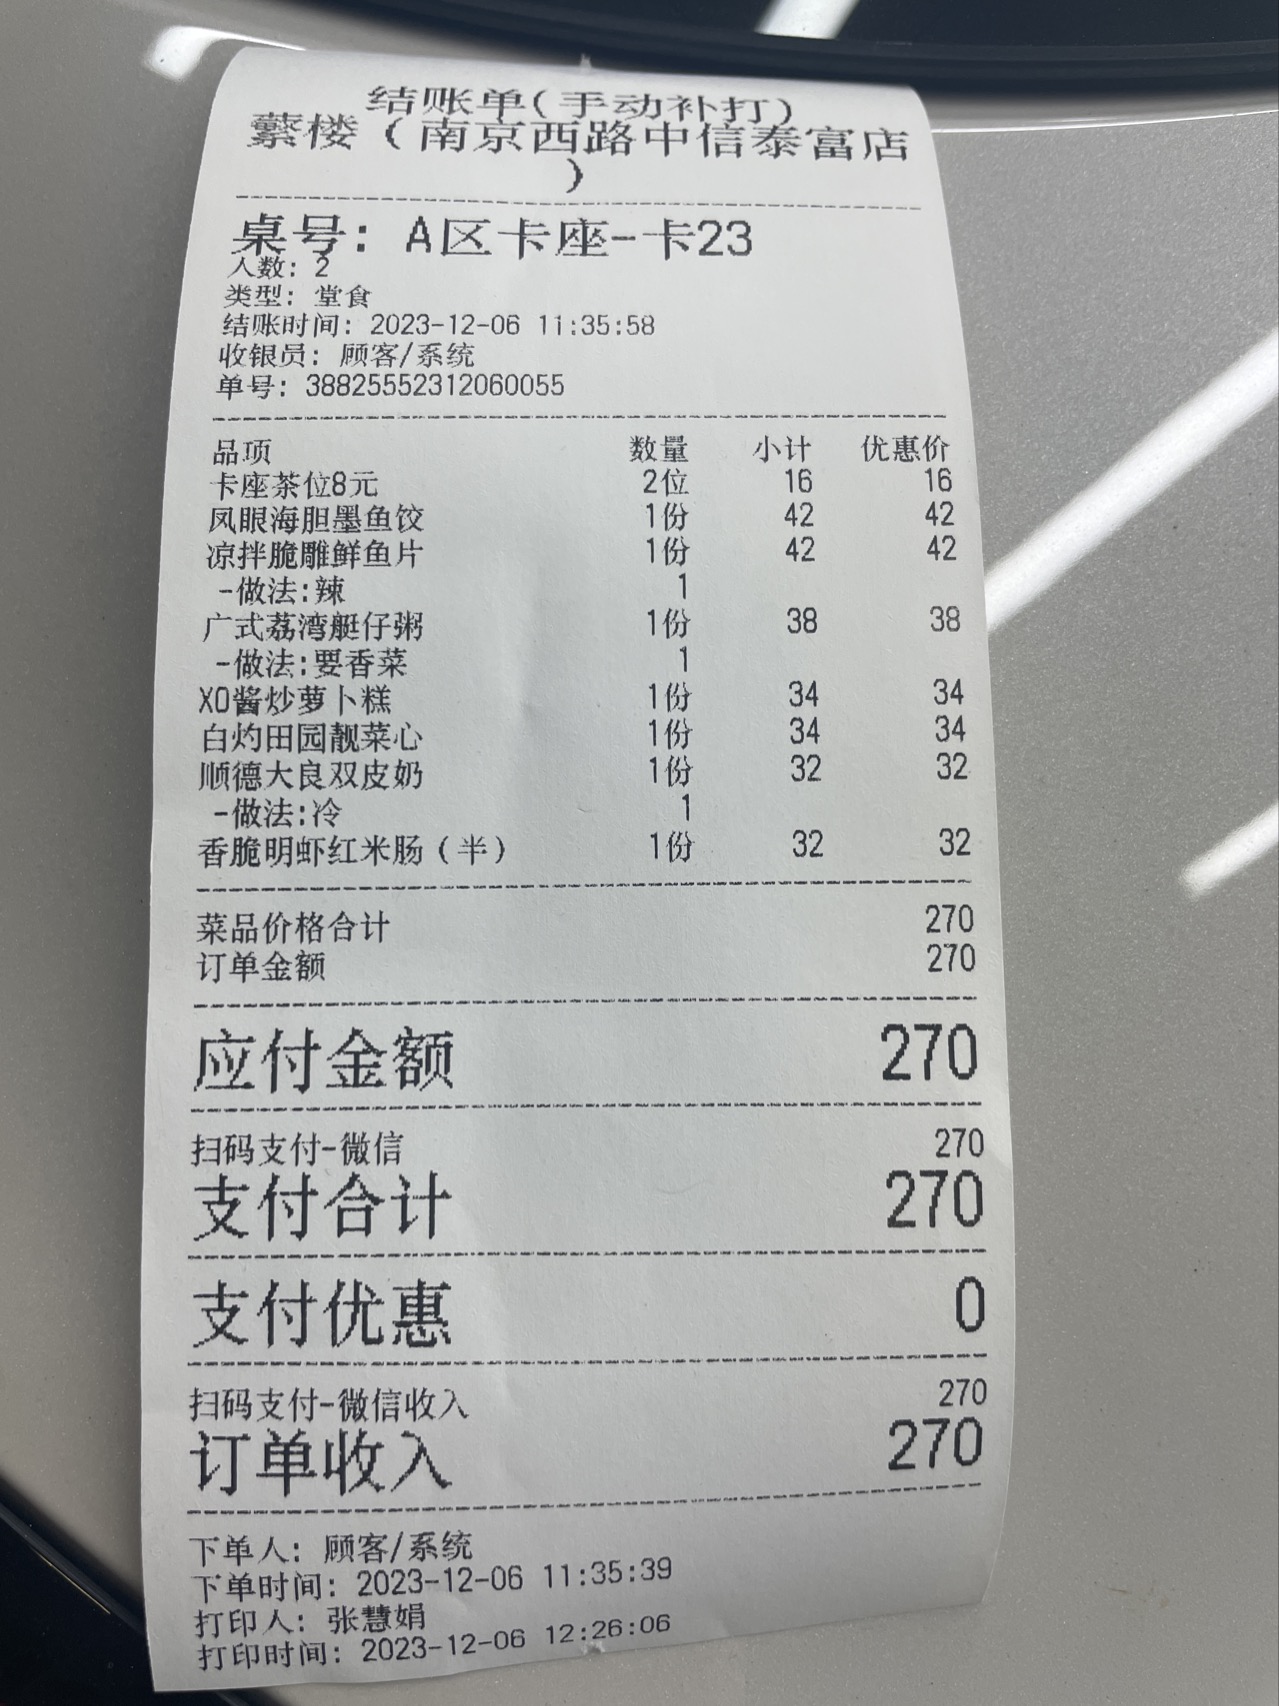 结账单(手动补打)
蘩楼（南京西路中信泰富店
）
桌号: A区卡座-卡23
人数: 2
类型: 堂食
结账时间: 2023-12-06 11:35:58
收银员: 顾客/系统
单号: 38825552312060055
品项 数量 小计 优惠价
卡座茶位8元 2位 16 16
凤眼海胆墨鱼饺 1份 42 42
凉拌脆雕鲜鱼片 1份 42 42
-做法:辣 1
广式荔湾艇仔粥 1份 38 38
-做法:要香菜 1
XO酱炒萝卜糕 1份 34 34
白灼田园靓菜心 1份 34 34
顺德大良双皮奶 1份 32 32
-做法:冷 1
香脆明虾红米肠（半） 1份 32 32
菜品价格合计 270
订单金额 270
应付金额 270
扫码支付-微信 270
支付合计 270
支付优惠 0
扫码支付-微信收入 270
订单收入 270
下单人: 顾客/系统
下单时间: 2023-12-06 11:35:39
打印人: 张慧娟
打印时间: 2023-12-06 12:26:06